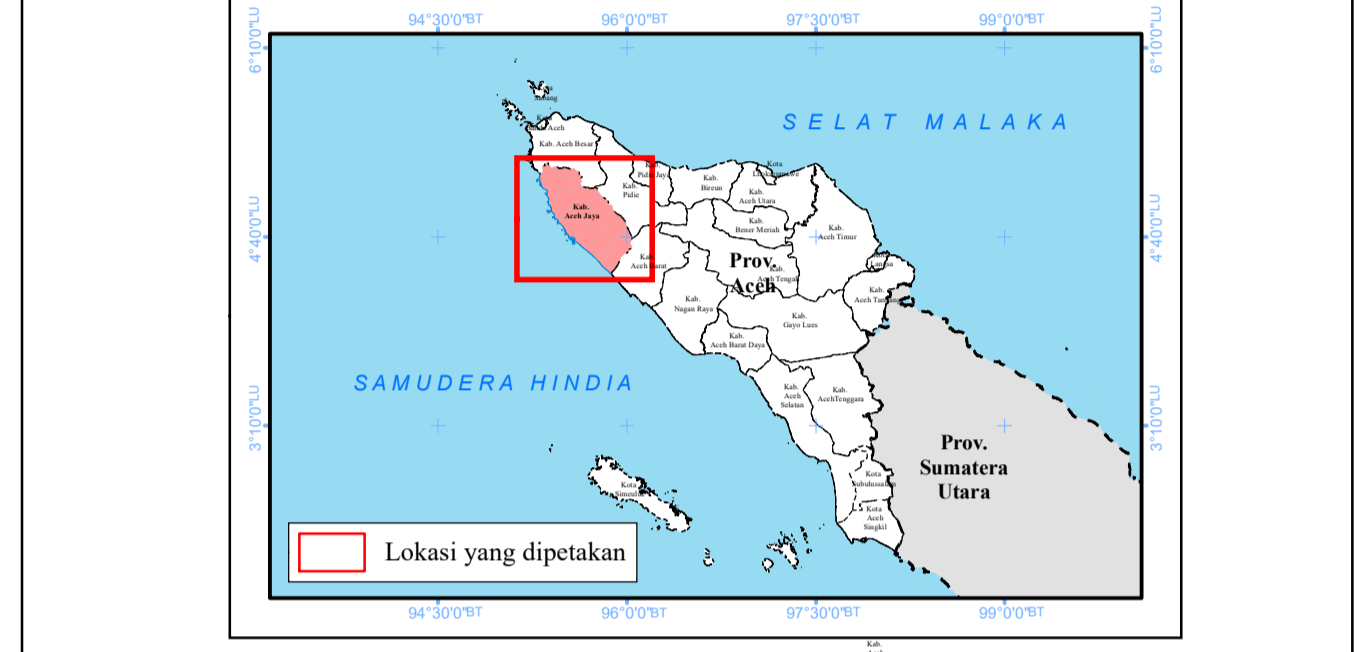 94°30'0"BT 96°0'0"BT 97°30'0"BT 99°0'0"BT
6°10'0"LU
6°10'0"LU
SELAT MALAKA
Aceh
Kab. Aceh Besar
Kab.
Pidie Jaya
Kab.
Pidie
Kab.
Bireun
Kota
Kab.
Aceh Utara
Kab.
Aceh Jaya
Kab.
Bener Meriah
Kab.
Aceh Timur
4°40'0"LU
4°40'0"LU
Kab.
Aceh Barat
Prov.
Aceh
Kab.
Aceh Tengah
Langsa
Kab.
Aceh Tamiang
Kab.
Nagan Raya
Kab.
Gayo Lues
Kab.
Aceh Barat Daya
SAMUDERA HINDIA
Kab.
Aceh
Selatan
Kab.
AcehTenggara
3°10'0"LU
3°10'0"LU
Prov.
Sumatera
Utara
Kota
Simeulue
Kota
Subulussalam
Kota
Aceh
Singkil
Lokasi yang dipetakan
94°30'0"BT 96°0'0"BT 97°30'0"BT 99°0'0"BT
Kab.